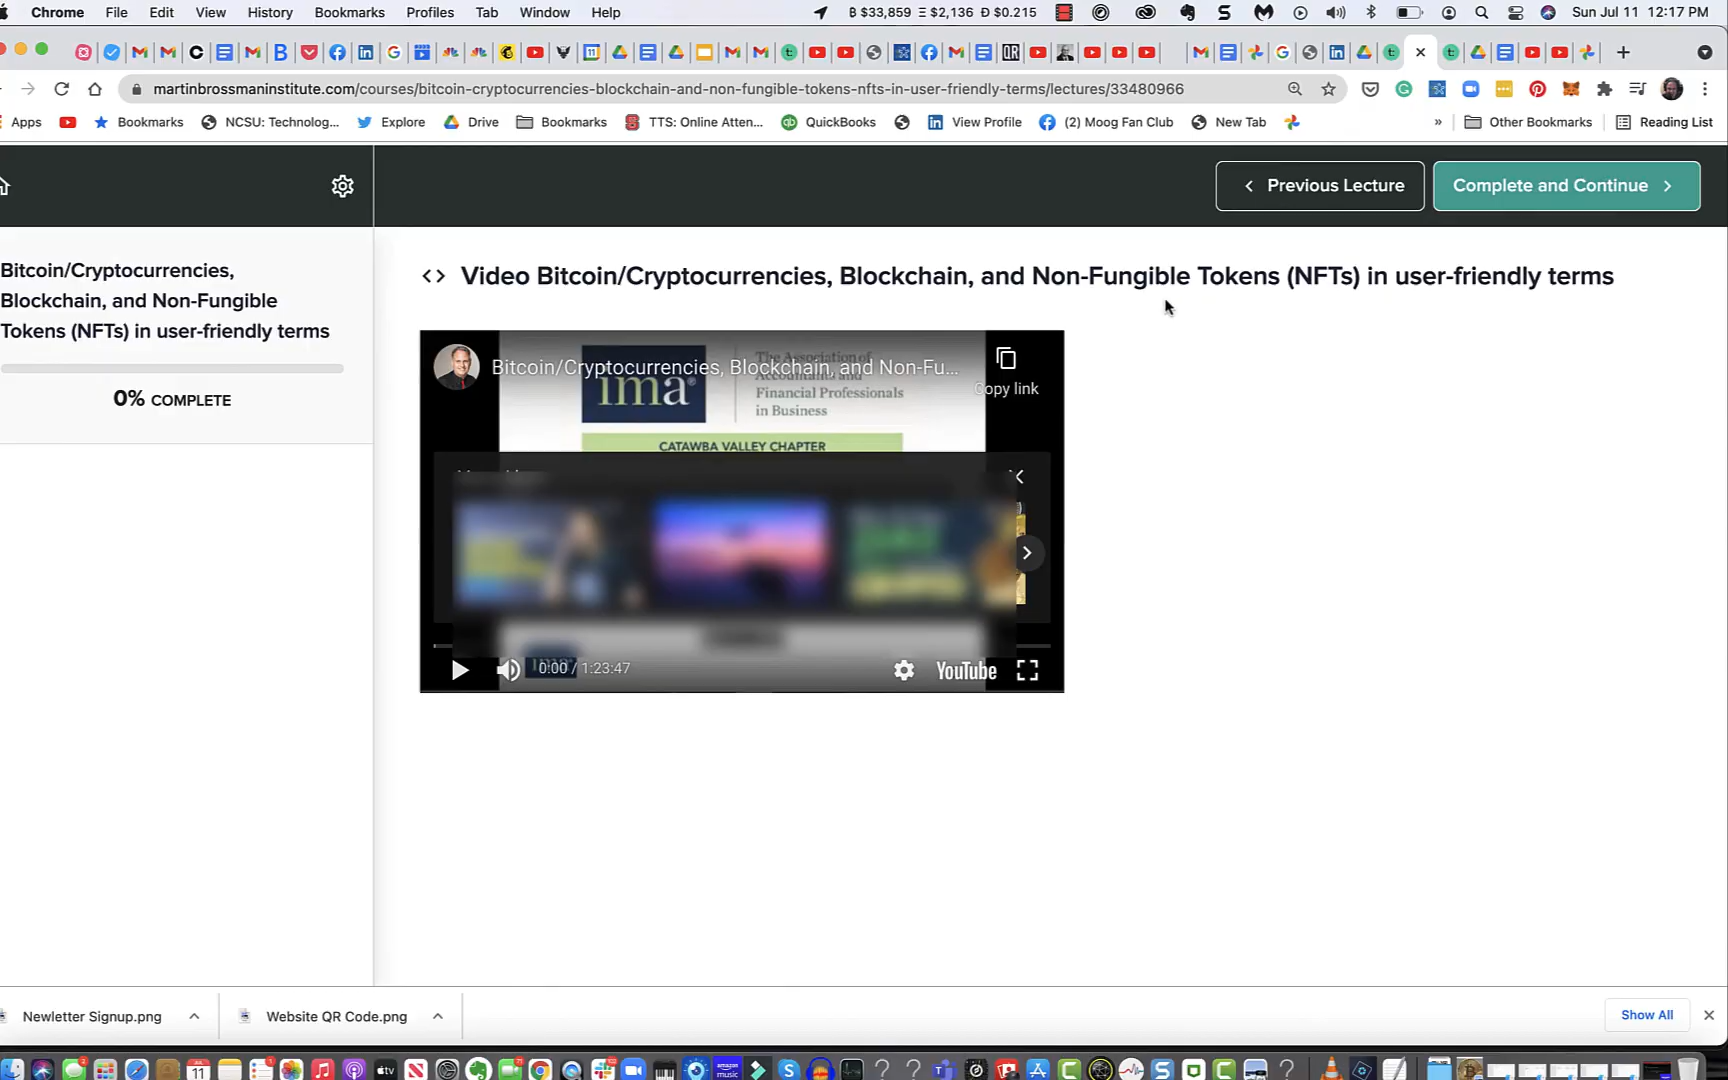 Chrome File Edit View History Bookmarks Profiles Tab Window Help
฿ $33,859 Ξ $2,136 Ð $0.215
Sun Jul 11 12:17 PM
martinbrossmaninstitute.com/courses/bitcoin-cryptocurrencies-blockchain-and-non-fungible-tokens-nfts-in-user-friendly-terms/lectures/33480966
Apps Bookmarks NCSU: Technolog... Explore Drive Bookmarks TTS: Online Atten... QuickBooks View Profile (2) Moog Fan Club New Tab » Other Bookmarks Reading List
Previous Lecture
Complete and Continue
Bitcoin/Cryptocurrencies,
Blockchain, and Non-Fungible
Tokens (NFTs) in user-friendly terms
0% COMPLETE
Video Bitcoin/Cryptocurrencies, Blockchain, and Non-Fungible Tokens (NFTs) in user-friendly terms
Bitcoin/Cryptocurrencies, Blockchain, and Non-Fu...
Copy link
ima®
The Association of
Accountants and
Financial Professionals
in Business
CATAWBA VALLEY CHAPTER
0:00 / 1:23:47
YouTube
Newletter Signup.png
Website QR Code.png
Show All